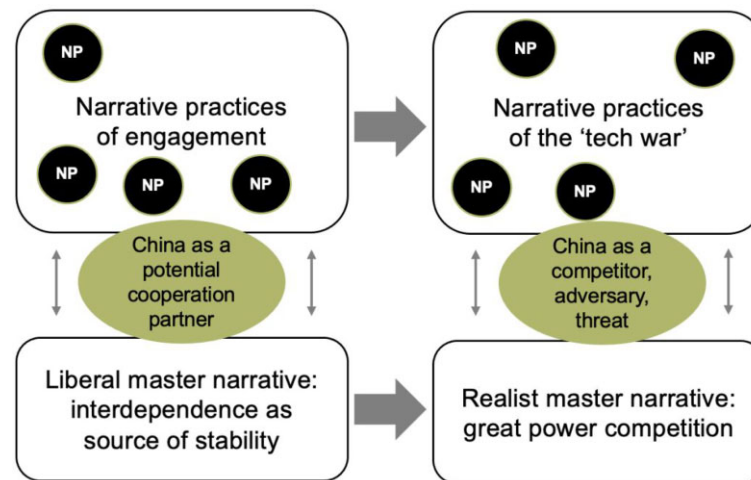 NP
Narrative practices
of engagement
NP
NP
NP
China as a
potential
cooperation
partner
Liberal master narrative:
interdependence as
source of stability
NP
NP
Narrative practices
of the ‘tech war’
NP
NP
China as a
competitor,
adversary,
threat
Realist master narrative:
great power competition